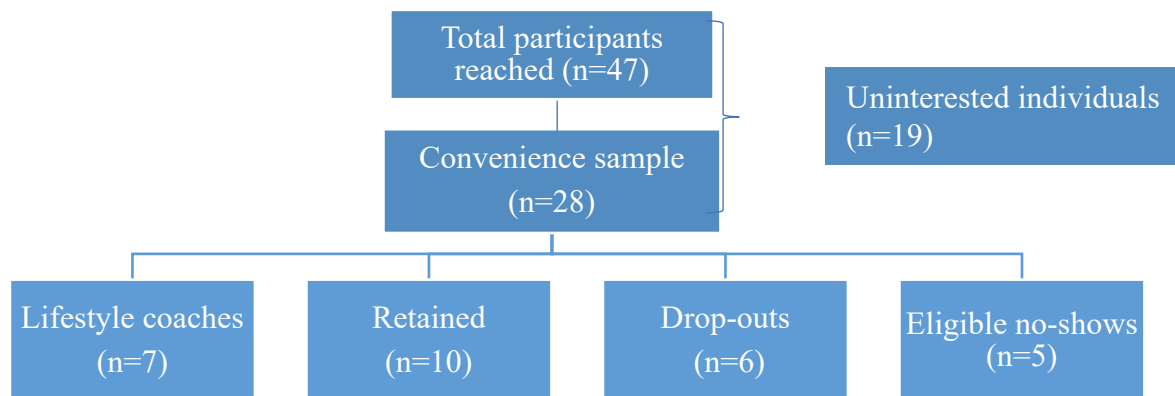 Total participants
reached (n=47)
Uninterested individuals
(n=19)
Convenience sample
(n=28)
Lifestyle coaches
(n=7)
Retained
(n=10)
Drop-outs
(n=6)
Eligible no-shows
(n=5)